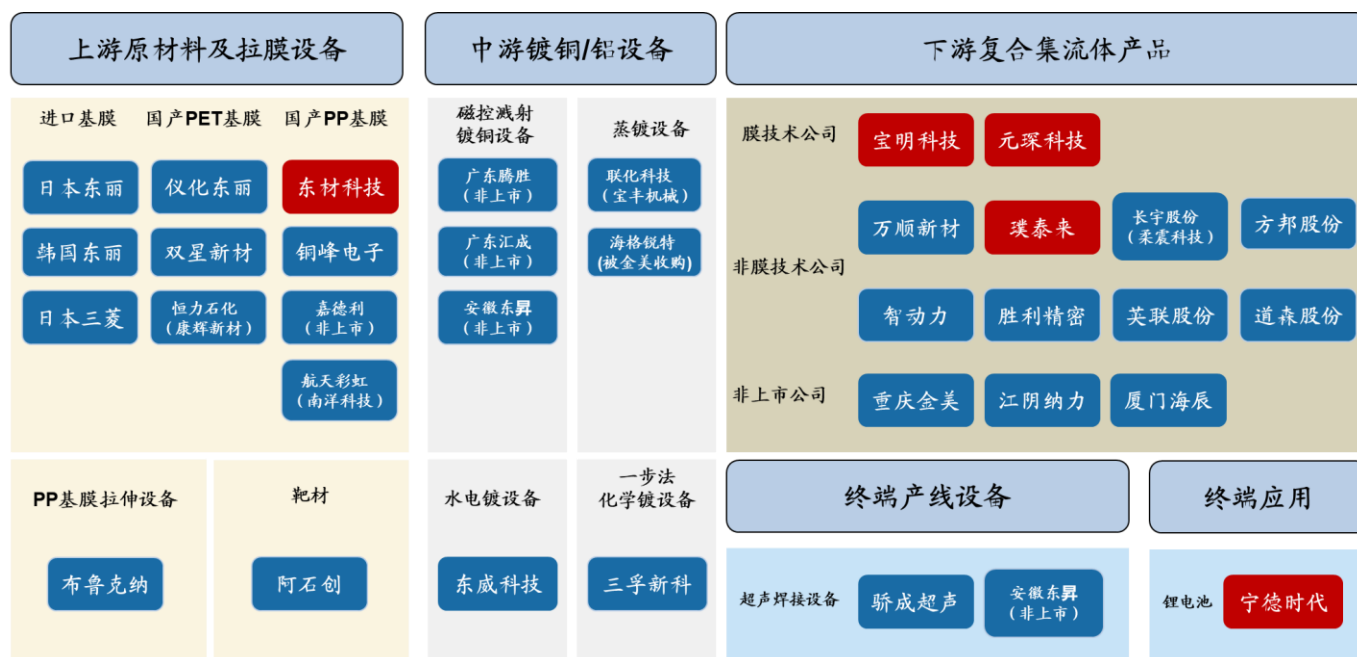 上游原材料及拉膜设备
中游镀铜/铝设备
下游复合集流体产品
进口基膜
国产PET基膜
国产PP基膜
日本东丽
仪化东丽
东材科技
韩国东丽
双星新材
铜峰电子
日本三菱
恒力石化
（康辉新材）
嘉德利
（非上市）
航天彩虹
（南洋科技）
磁控溅射
镀铜设备
蒸镀设备
广东腾胜
（非上市）
联化科技
（宝丰机械）
广东汇成
（非上市）
海格锐特
(被金美收购)
安徽东昇
（非上市）
膜技术公司
宝明科技
元琛科技
非膜技术公司
万顺新材
璞泰来
长宇股份
（柔震科技）
方邦股份
智动力
胜利精密
英联股份
道森股份
非上市公司
重庆金美
江阴纳力
厦门海辰
PP基膜拉伸设备
布鲁克纳
靶材
阿石创
水电镀设备
东威科技
一步法
化学镀设备
三孚新科
终端产线设备
超声焊接设备
骄成超声
安徽东昇
（非上市）
终端应用
锂电池
宁德时代